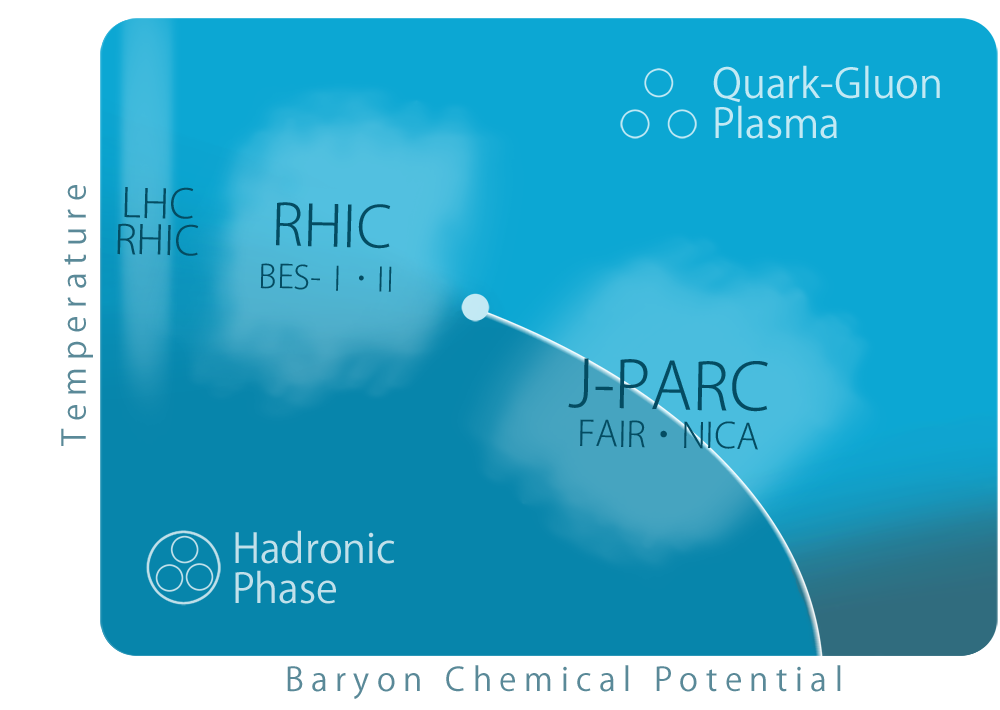 Quark-Gluon
Plasma
LHC
RHIC
RHIC
BES- I・II
J-PARC
FAIR・NICA
Hadronic
Phase
Temperature
Baryon Chemical Potential